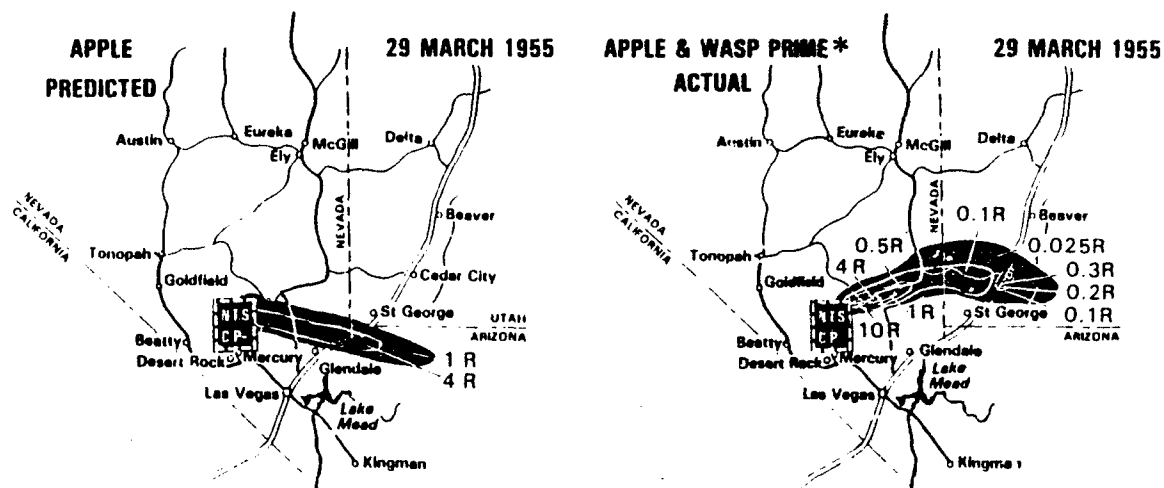 APPLE
PREDICTED
29 MARCH 1955
Austin
Eureka
McGill
Ely
Delta
NEVADA
CALIFORNIA
NEVADA
Beaver
Tonopah
Goldfield
Cedar City
NTS
CP
St George
UTAH
ARIZONA
Beatty
Desert Rock
Mercury
1 R
4 R
Glendale
Las Vegas
Lake
Mead
Kingman
APPLE & WASP PRIME*
ACTUAL
29 MARCH 1955
Austin
Eureka
McGill
Ely
Delta
NEVADA
CALIFORNIA
NEVADA
0.1R
Beaver
Tonopah
0.5R
0.025R
4R
Goldfield
0.3R
0.2R
NTS
CP
10R
1R
St George
0.1R
ARIZONA
Beatty
Desert Rock
Mercury
Glendale
Lake
Mead
Las Vegas